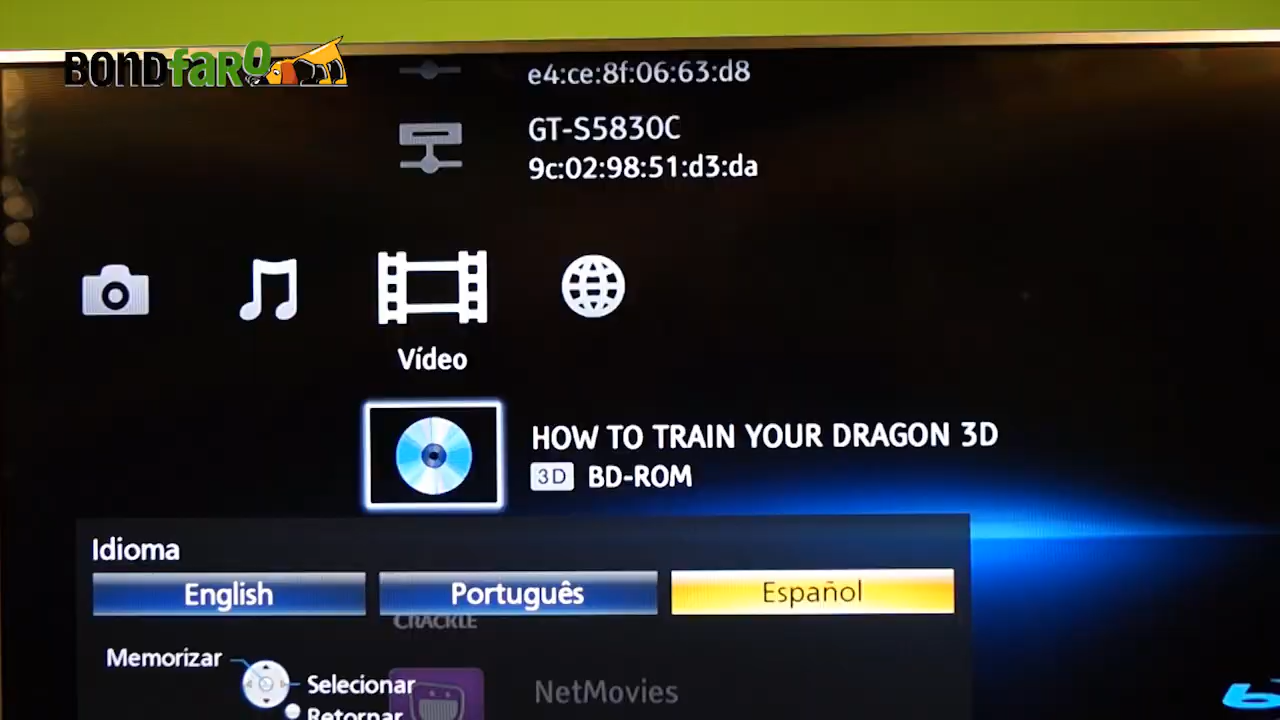 BONDFARO
e4:ce:8f:06:63:d8
GT-S5830C
9c:02:98:51:d3:da
Vídeo
HOW TO TRAIN YOUR DRAGON 3D
3D BD-ROM
Idioma
English Português Español
CRACKLE
Memorizar
Selecionar
NetMovies
Retornar